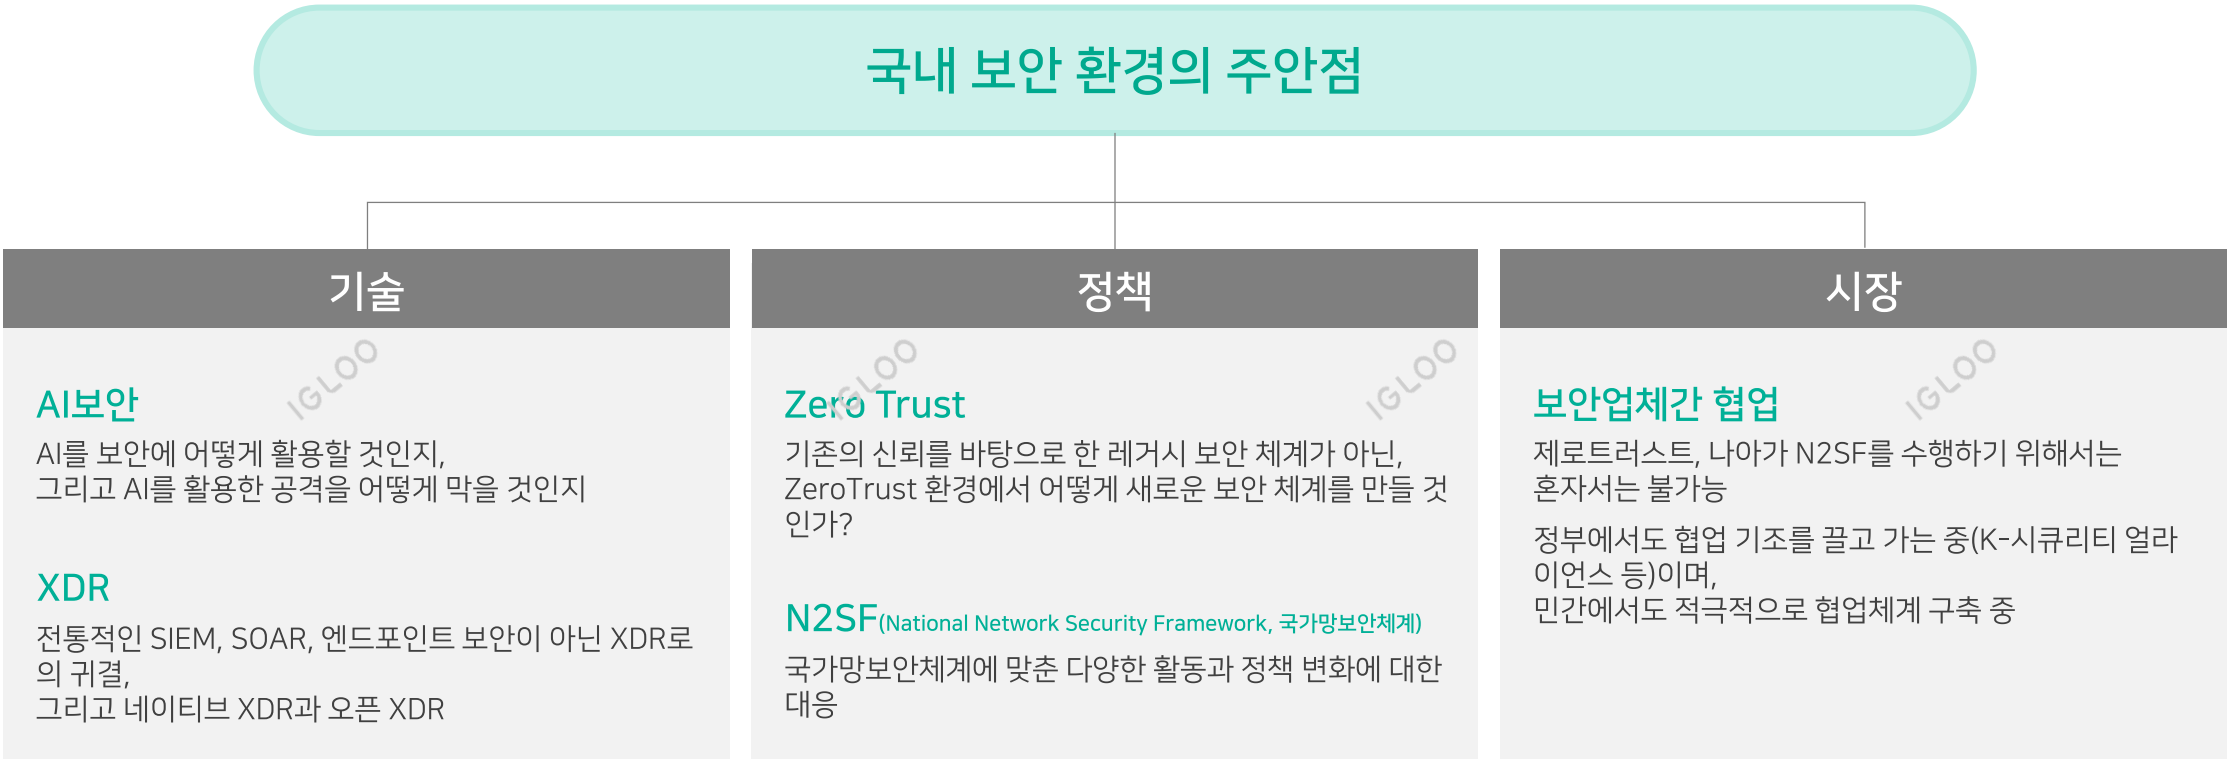 국내 보안 환경의 주안점
기술
AI보안
AI를 보안에 어떻게 활용할 것인지,
그리고 AI를 활용한 공격을 어떻게 막을 것인지
XDR
전통적인 SIEM, SOAR, 엔드포인트 보안이 아닌 XDR로
의 귀결,
그리고 네이티브 XDR과 오픈 XDR
정책
Zero Trust
기존의 신뢰를 바탕으로 한 레거시 보안 체계가 아닌,
ZeroTrust 환경에서 어떻게 새로운 보안 체계를 만들 것
인가?
N2SF(National Network Security Framework, 국가망보안체계)
국가망보안체계에 맞춘 다양한 활동과 정책 변화에 대한
대응
시장
보안업체간 협업
제로트러스트, 나아가 N2SF를 수행하기 위해서는
혼자서는 불가능
정부에서도 협업 기조를 끌고 가는 중(K-시큐리티 얼라
이언스 등)이며,
민간에서도 적극적으로 협업체계 구축 중
IGLOO
IGLOO
IGLOO
IGLOO